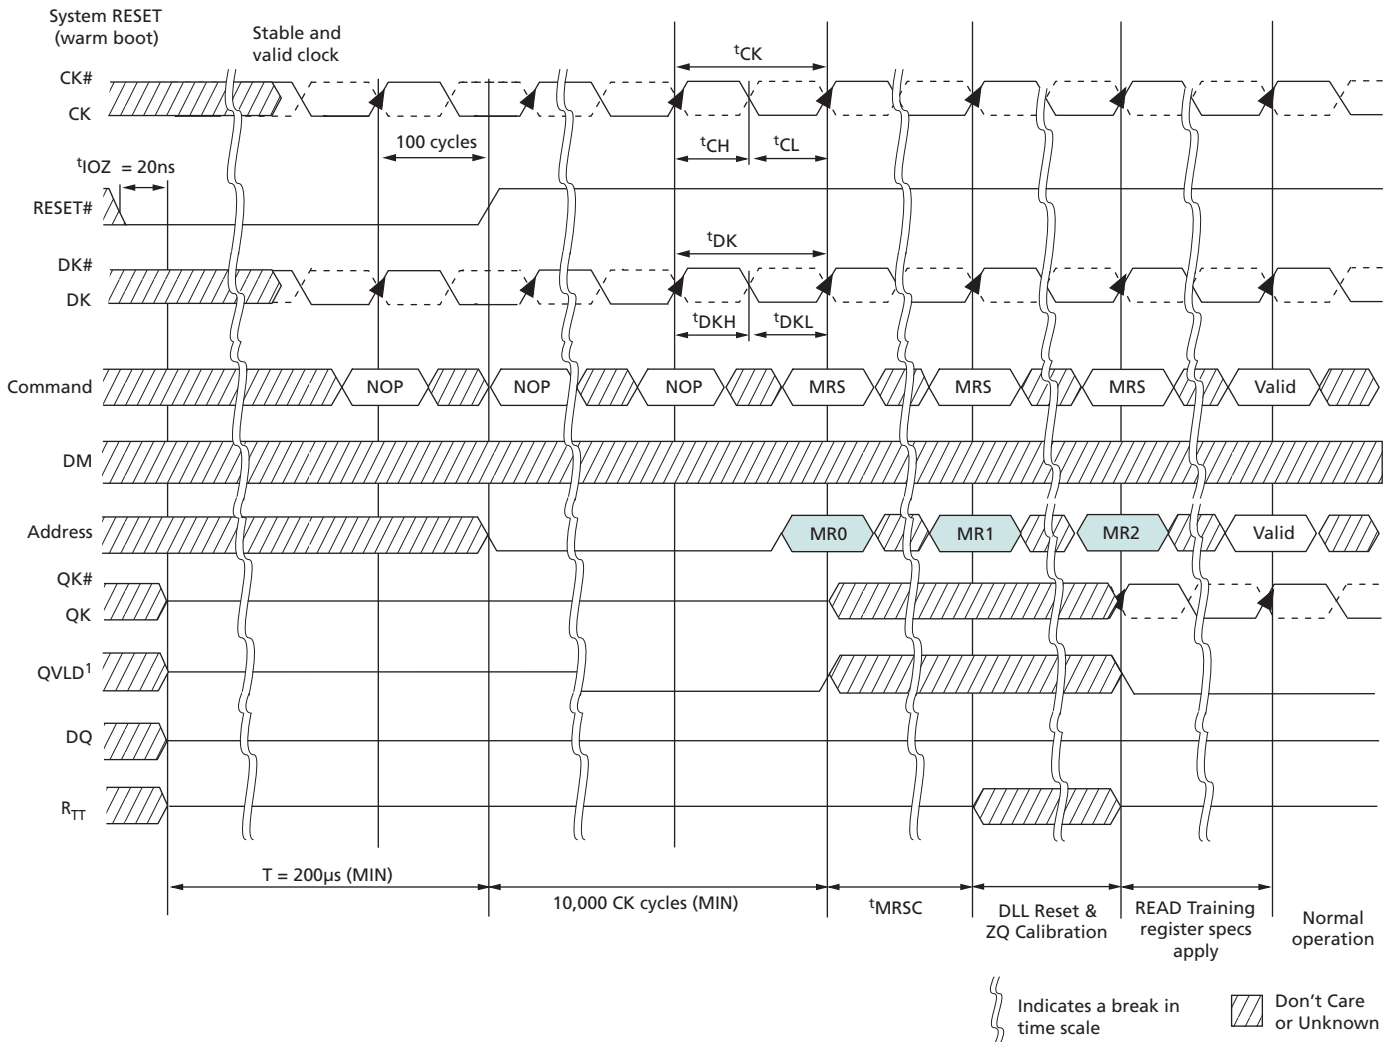 System RESET
(warm boot)
Stable and
valid clock
tCK
CK#
CK
100 cycles
tCH
tCL
tIOZ = 20ns
RESET#
tDK
DK#
DK
tDKH
tDKL
Command
NOP
NOP
NOP
MRS
MRS
MRS
Valid
DM
Address
MR0
MR1
MR2
Valid
QK#
QK
QVLD1
DQ
RTT
T = 200µs (MIN)
10,000 CK cycles (MIN)
tMRSC
DLL Reset &
ZQ Calibration
READ Training
register specs
apply
Normal
operation
Indicates a break in
time scale
Don't Care
or Unknown